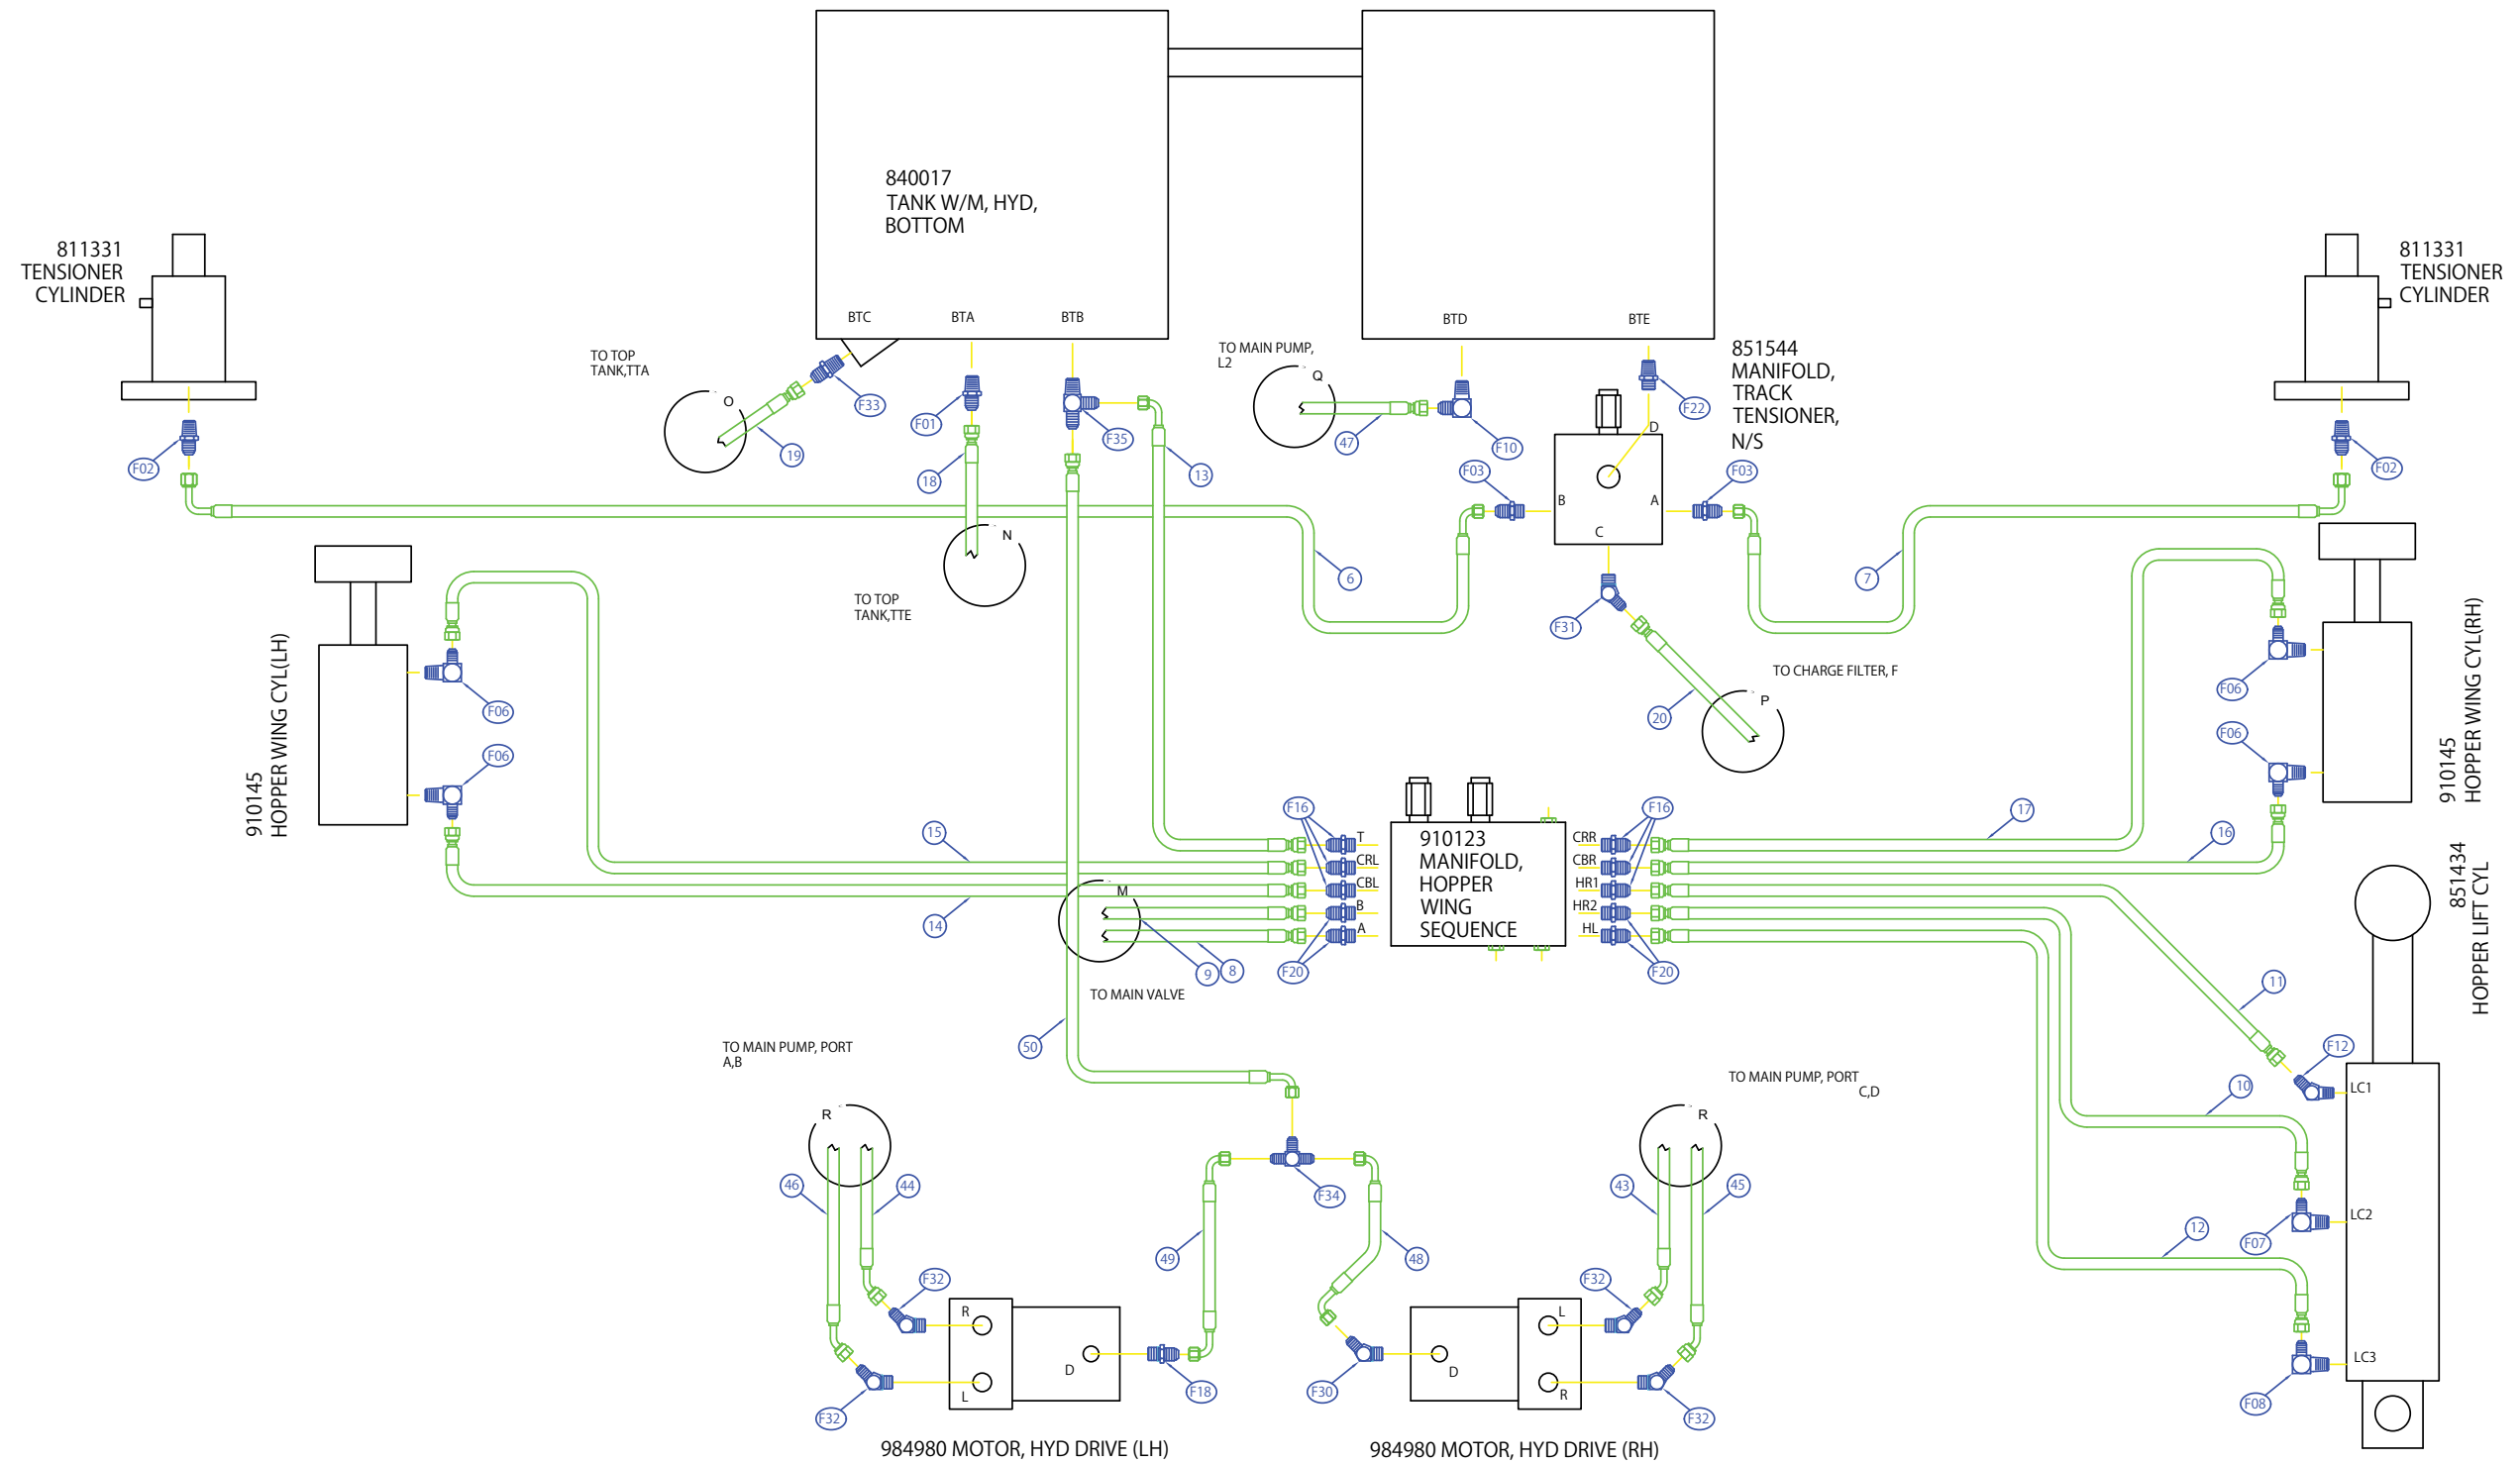 840017
TANK W/M, HYD,
BOTTOM
BTC
BTA
BTB
BTD
BTE
811331
TENSIONER
CYLINDER
811331
TENSIONER
CYLINDER
TO TOP
TANK,TTA
O
F33
19
F01
18
F35
13
TO MAIN PUMP,
L2
Q
47
F10
F22
851544
MANIFOLD,
TRACK
TENSIONER,
N/S
D
B
A
C
F03
F03
F02
F02
N
TO TOP
TANK,TTE
6
7
F31
TO CHARGE FILTER, F
20
P
910145
HOPPER WING CYL(LH)
F06
F06
910145
HOPPER WING CYL(RH)
F06
F06
15
14
F16
F16
17
16
T
CRL
CBL
B
A
910123
MANIFOLD,
HOPPER
WING
SEQUENCE
CRR
CBR
HR1
HR2
HL
M
9
8
F20
F20
TO MAIN VALVE
50
851434
HOPPER LIFT CYL
11
F12
LC1
10
LC2
F07
12
LC3
F08
TO MAIN PUMP, PORT
A,B
R
46
44
TO MAIN PUMP, PORT
C,D
R
43
45
F34
49
48
F32
F32
R
L
D
F18
F30
D
L
R
F32
F32
984980 MOTOR, HYD DRIVE (LH)
984980 MOTOR, HYD DRIVE (RH)